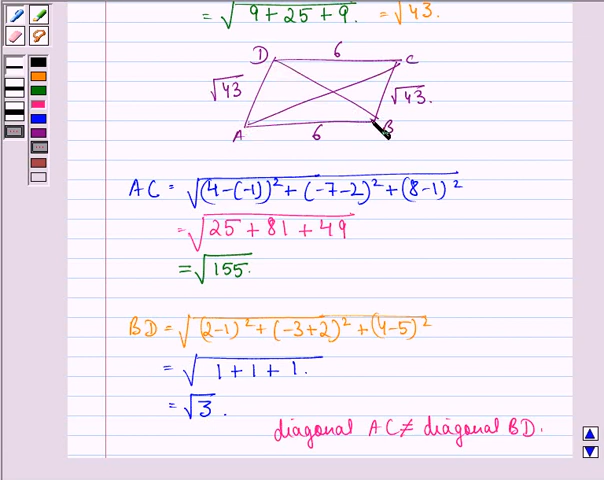 = √9 + 25 + 9. = √43.
D 6 C
√43 √43.
A 6 B
AC = √(4-(-1))² + (-7-2)² + (8-1)²
= √25 + 81 + 49
= √155.
BD = √(2-1)² + (-3+2)² + (4-5)²
= √1 + 1 + 1.
= √3.
diagonal AC ≠ diagonal BD.